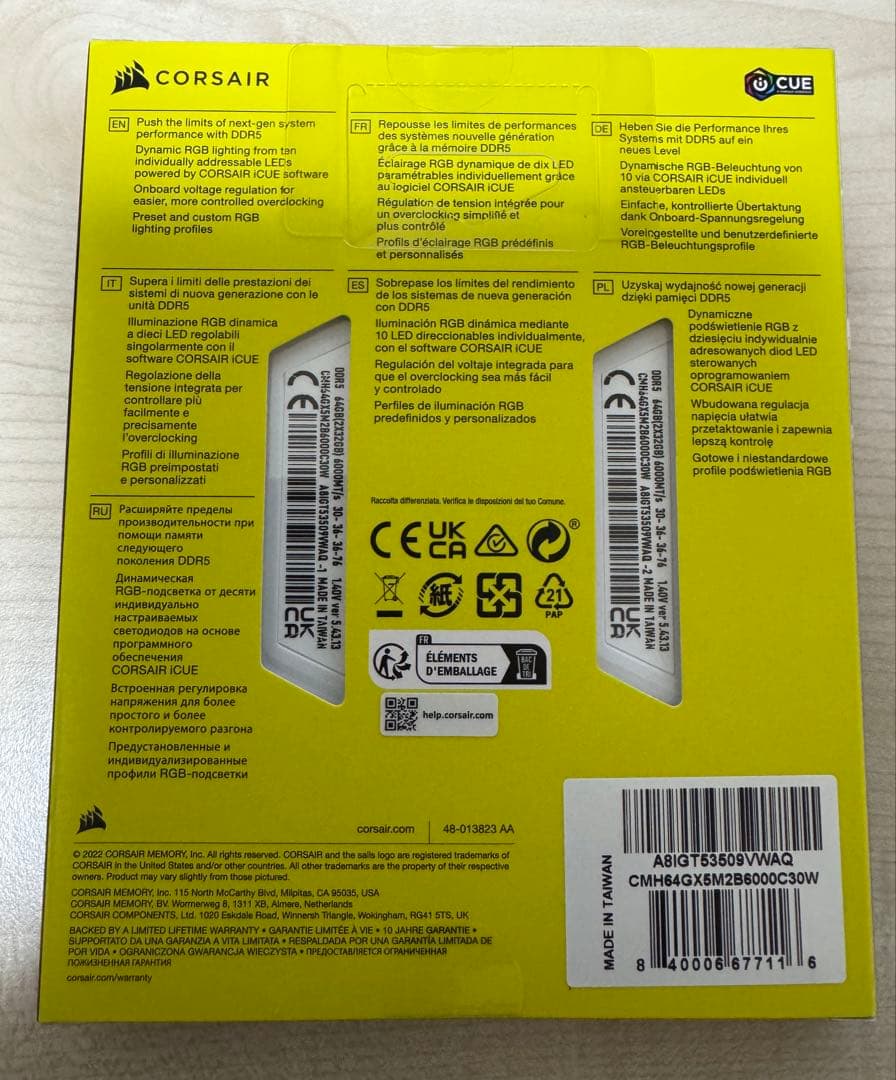 CORSAIR
iCUE
EN Push the limits of next-gen system
performance with DDR5
Dynamic RGB lighting from ten
individually addressable LEDs
powered by CORSAIR iCUE software
Onboard voltage regulation for
easier, more controlled overclocking
Preset and custom RGB
lighting profiles
FR Repousse les limites de performances
des systèmes nouvelle génération
grâce à la mémoire DDR5
Éclairage RGB dynamique de dix LED
paramétrables individuellement grâce
au logiciel CORSAIR iCUE
Régulation de tension intégrée pour
un overclocking simplifié et
plus contrôlé
Profils d'éclairage RGB prédéfinis
et personnalisés
DE Heben Sie die Performance Ihres
Systems mit DDR5 auf ein
neues Level
Dynamische RGB-Beleuchtung von
10 via CORSAIR iCUE individuell
ansteuerbaren LEDs
Einfache, kontrollierte Übertaktung
dank Onboard-Spannungsregelung
Voreingestellte und benutzerdefinierte
RGB-Beleuchtungsprofile
IT Supera i limiti delle prestazioni dei
sistemi di nuova generazione con le
unità DDR5
Illuminazione RGB dinamica
a dieci LED regolabili
singolarmente con il
software CORSAIR iCUE
Regolazione della
tensione integrata per
controllare più
facilmente e
precisamente
l'overclocking
Profili di illuminazione
RGB preimpostati
e personalizzati
ES Sobrepase los límites del rendimiento
de los sistemas de nueva generación
con DDR5
Iluminación RGB dinámica mediante
10 LED direccionables individualmente,
con el software CORSAIR iCUE
Regulación del voltaje integrada para
que el overclocking sea más fácil
y controlado
Perfiles de iluminación RGB
predefinidos y personalizados
PL Uzyskaj wydajność nowej generacji
dzięki pamięci DDR5
Dynamiczne
podświetlenie RGB z
dziesięciu indywidualnie
adresowanych diod LED
sterowanych
oprogramowaniem
CORSAIR iCUE
Wbudowana regulacja
napięcia ułatwia
przetaktowanie i zapewnia
lepszą kontrolę
Gotowe i niestandardowe
profile podświetlenia RGB
RU Расширяйте пределы
производительности при
помощи памяти
следующего
поколения DDR5
Динамическая
RGB-подсветка от десяти
индивидуально
настраиваемых
светодиодов на основе
программного
обеспечения
CORSAIR iCUE
Встроенная регулировка
напряжения для более
простого и более
контролируемого разгона
Предустановленные и
индивидуализированные
профили RGB-подсветки
DDR5 64GB(2X32GB) 6000MT/s 30-36-36-76 1.40V ver 5.43.13
CMH64GX5M2B6000C30W A8IGT53509VWAQ -1 MADE IN TAIWAN
CE
UK
CA
DDR5 64GB(2X32GB) 6000MT/s 30-36-36-76 1.40V ver 5.43.13
CMH64GX5M2B6000C30W A8IGT53509VWAQ -2 MADE IN TAIWAN
CE
UK
CA
Raccolta differenziata. Verifica le disposizioni del tuo Comune.
CE UK
CA ®
紙 21
PAP
FR
ÉLÉMENTS
D'EMBALLAGE
BAC
DE
TRI
help.corsair.com
corsair.com 48-013823 AA
© 2022 CORSAIR MEMORY, Inc. All rights reserved. CORSAIR and the sails logo are registered trademarks of
CORSAIR in the United States and/or other countries. All other trademarks are the property of their respective
owners. Product may vary slightly from those pictured.
CORSAIR MEMORY, Inc. 115 North McCarthy Blvd, Milpitas, CA 95035, USA
CORSAIR MEMORY, BV. Wormerweg 8, 1311 XB, Almere, Netherlands
CORSAIR COMPONENTS, Ltd. 1020 Eskdale Road, Winnersh Triangle, Wokingham, RG41 5TS, UK
BACKED BY A LIMITED LIFETIME WARRANTY • GARANTIE LIMITÉE À VIE • 10 JAHRE GARANTIE •
SUPPORTATO DA UNA GARANZIA A VITA LIMITATA • RESPALDADA POR UNA GARANTÍA LIMITADA DE
POR VIDA • OGRANICZONA GWARANCJA WIECZYSTA • ПРЕДОСТАВЛЯЕТСЯ ОГРАНИЧЕННАЯ
ПОЖИЗНЕННАЯ ГАРАНТИЯ
corsair.com/warranty
MADE IN TAIWAN
A8IGT53509VWAQ
CMH64GX5M2B6000C30W
8 40006 67711 6